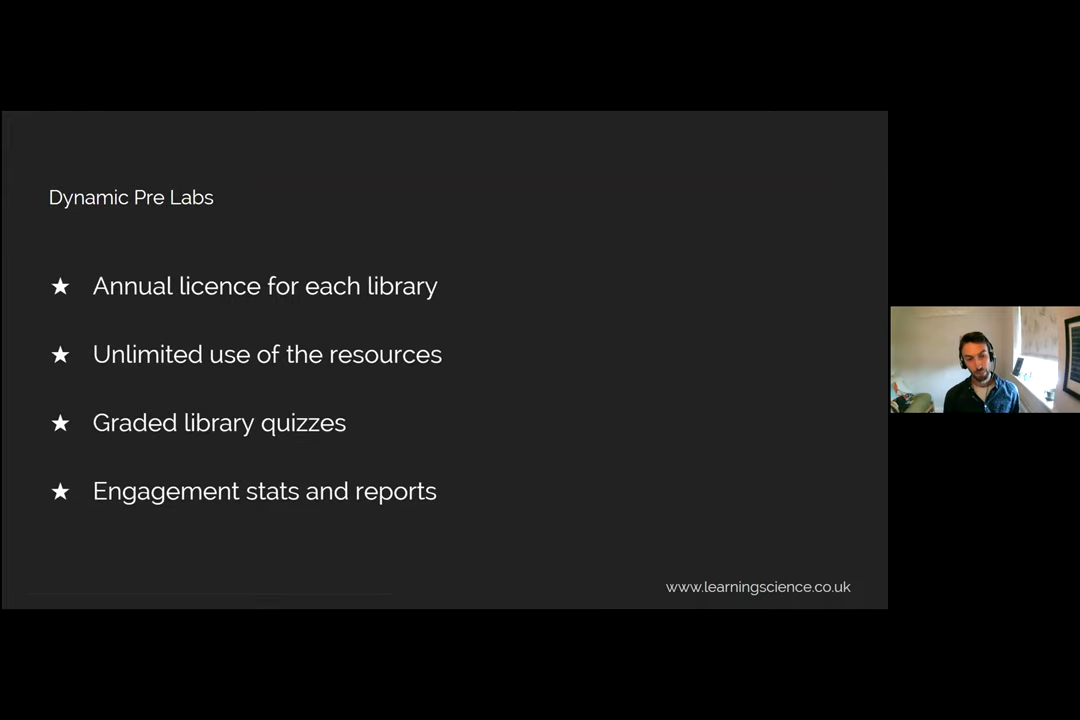 Dynamic Pre Labs
★ Annual licence for each library
★ Unlimited use of the resources
★ Graded library quizzes
★ Engagement stats and reports
www.learningscience.co.uk